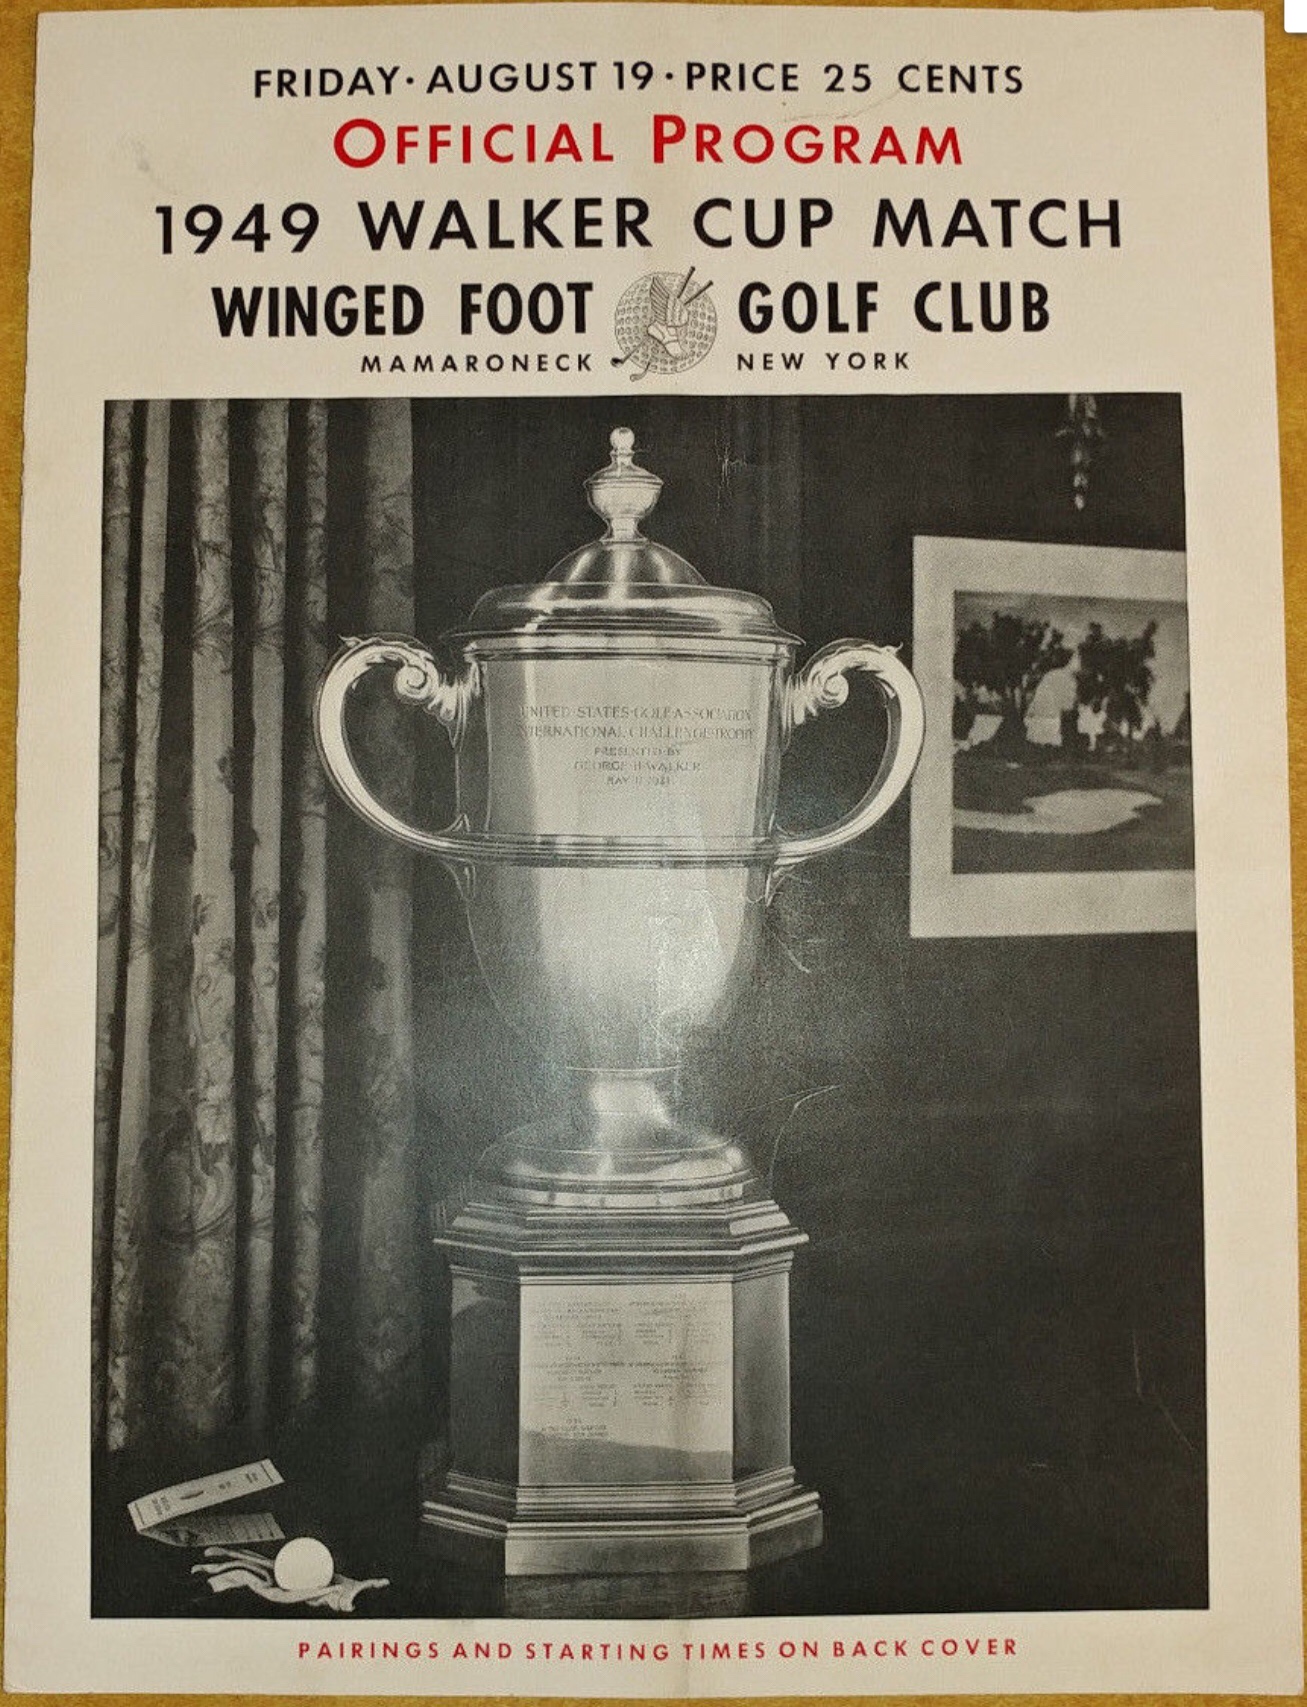 FRIDAY · AUGUST 19 · PRICE 25 CENTS
OFFICIAL PROGRAM
1949 WALKER CUP MATCH
WINGED FOOT GOLF CLUB
MAMARONECK NEW YORK
UNITED STATES GOLF ASSOCIATION
INTERNATIONAL CHALLENGE TROPHY
PRESENTED BY
GEORGE H WALKER
PAIRINGS AND STARTING TIMES ON BACK COVER